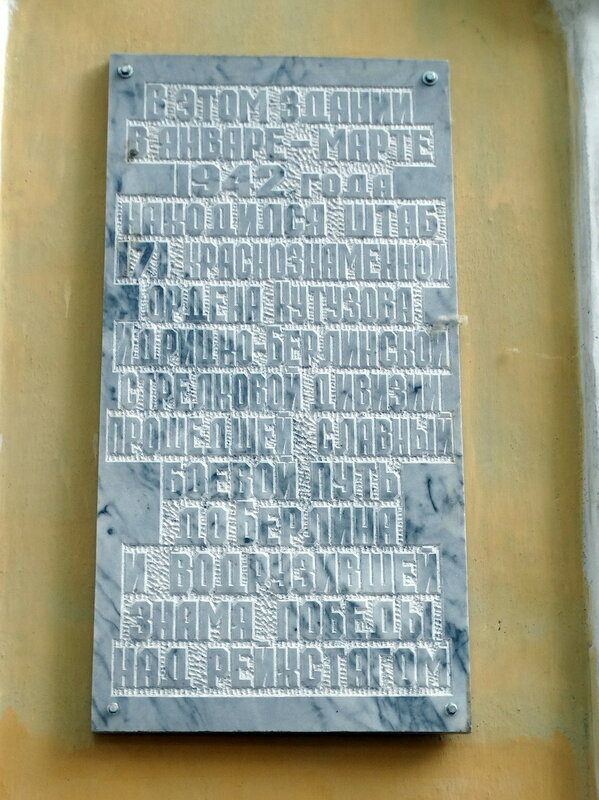 В ЭТОМ ЗДАНИИ
В ЯНВАРЕ-МАРТЕ
1942 ГОДА
НАХОДИЛСЯ ШТАБ
171 КРАСНОЗНАМЕННОЙ
ОРДЕНА КУТУЗОВА
ИДРИЦКО-БЕРЛИНСКОЙ
СТРЕЛКОВОЙ ДИВИЗИИ
ПРОШЕДШЕЙ СЛАВНЫЙ
БОЕВОЙ ПУТЬ
ДО БЕРЛИНА
И ВОДРУЗИВШЕЙ
ЗНАМЯ ПОБЕДЫ
НАД РЕЙХСТАГОМ